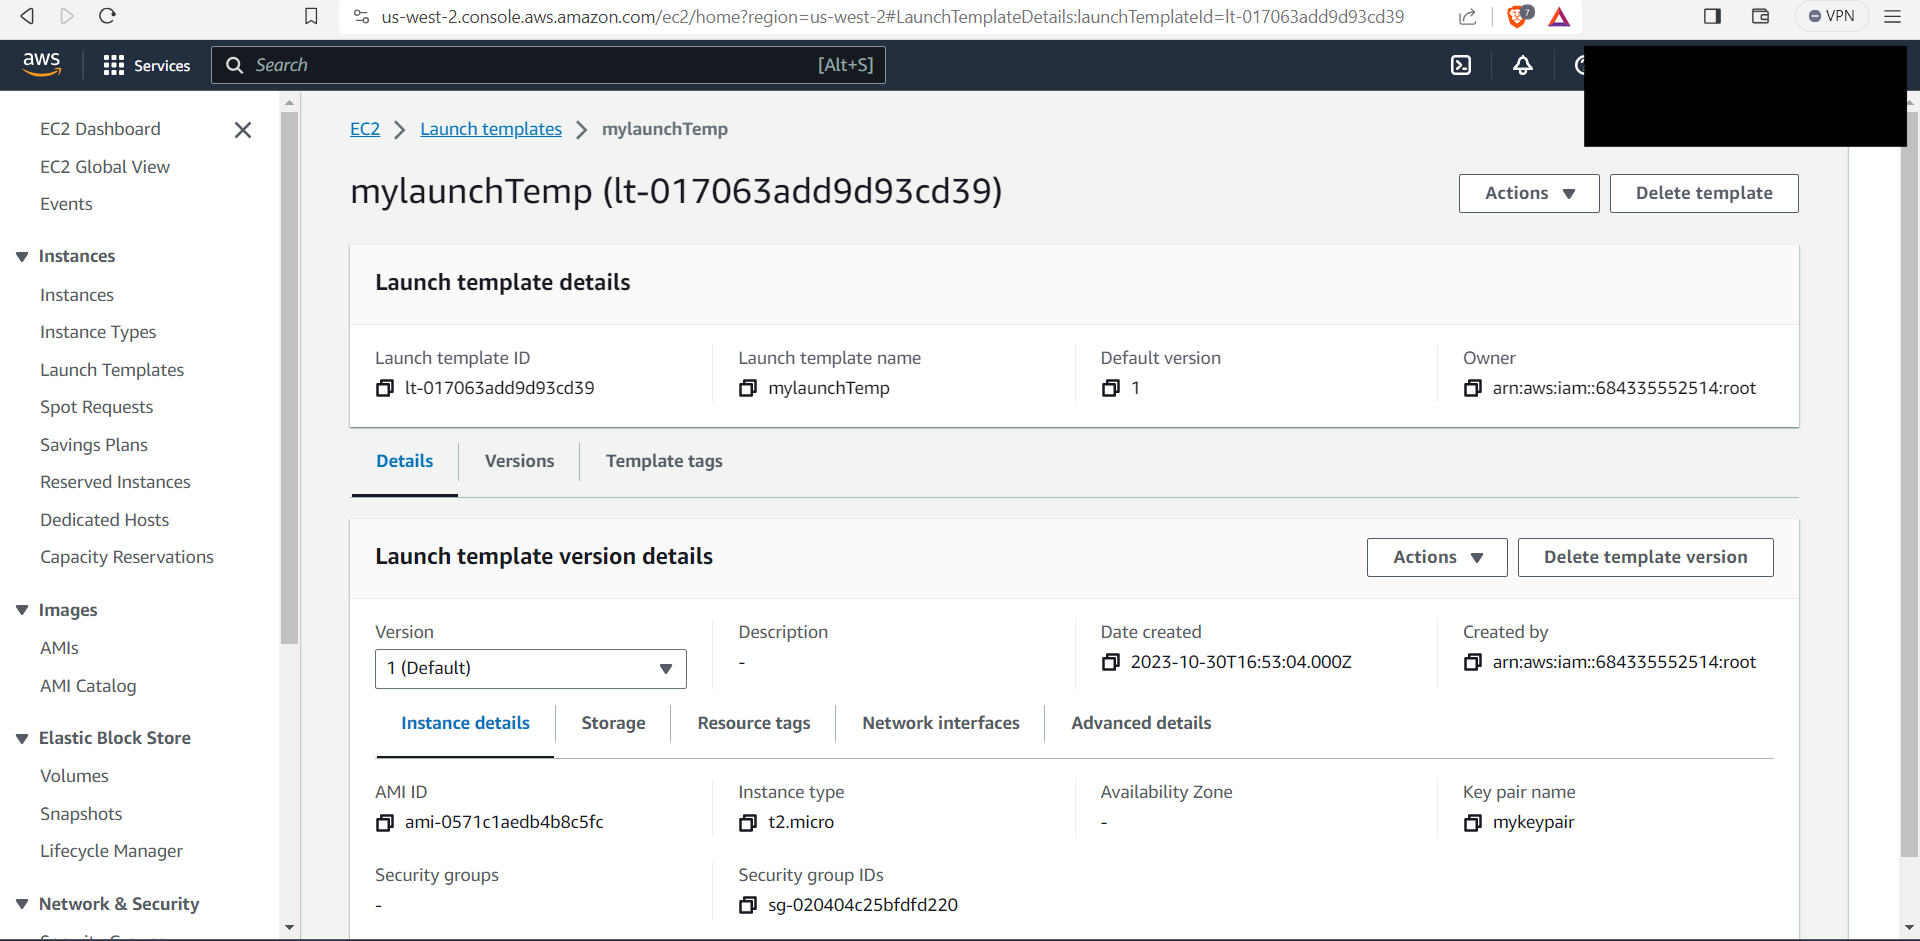 us-west-2.console.aws.amazon.com/ec2/home?region=us-west-2#LaunchTemplateDetails:launchTemplateId=lt-017063add9d93cd39
7
VPN
aws
Services
Search
[Alt+S]
EC2 Dashboard
EC2 Global View
Events
Instances
Instances
Instance Types
Launch Templates
Spot Requests
Savings Plans
Reserved Instances
Dedicated Hosts
Capacity Reservations
Images
AMIs
AMI Catalog
Elastic Block Store
Volumes
Snapshots
Lifecycle Manager
Network & Security
EC2 > Launch templates > mylaunchTemp
mylaunchTemp (lt-017063add9d93cd39)
Actions
Delete template
Launch template details
Launch template ID
lt-017063add9d93cd39
Launch template name
mylaunchTemp
Default version
1
Owner
arn:aws:iam::684335552514:root
Details
Versions
Template tags
Launch template version details
Actions
Delete template version
Version
1 (Default)
Description
-
Date created
2023-10-30T16:53:04.000Z
Created by
arn:aws:iam::684335552514:root
Instance details
Storage
Resource tags
Network interfaces
Advanced details
AMI ID
ami-0571c1aedb4b8c5fc
Instance type
t2.micro
Availability Zone
-
Key pair name
mykeypair
Security groups
-
Security group IDs
sg-020404c25bfdfd220